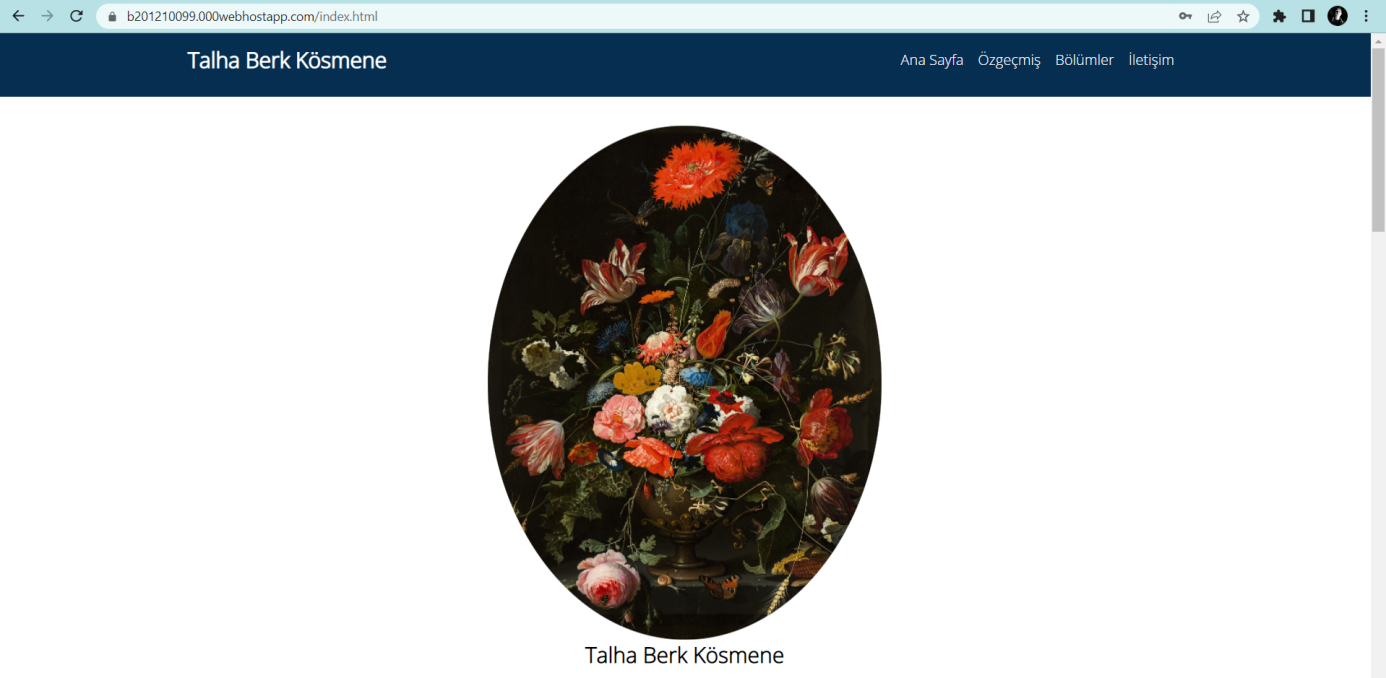 b201210099.000webhostapp.com/index.html
Talha Berk Kösmene
Ana Sayfa Özgeçmiş Bölümler İletişim
Talha Berk Kösmene